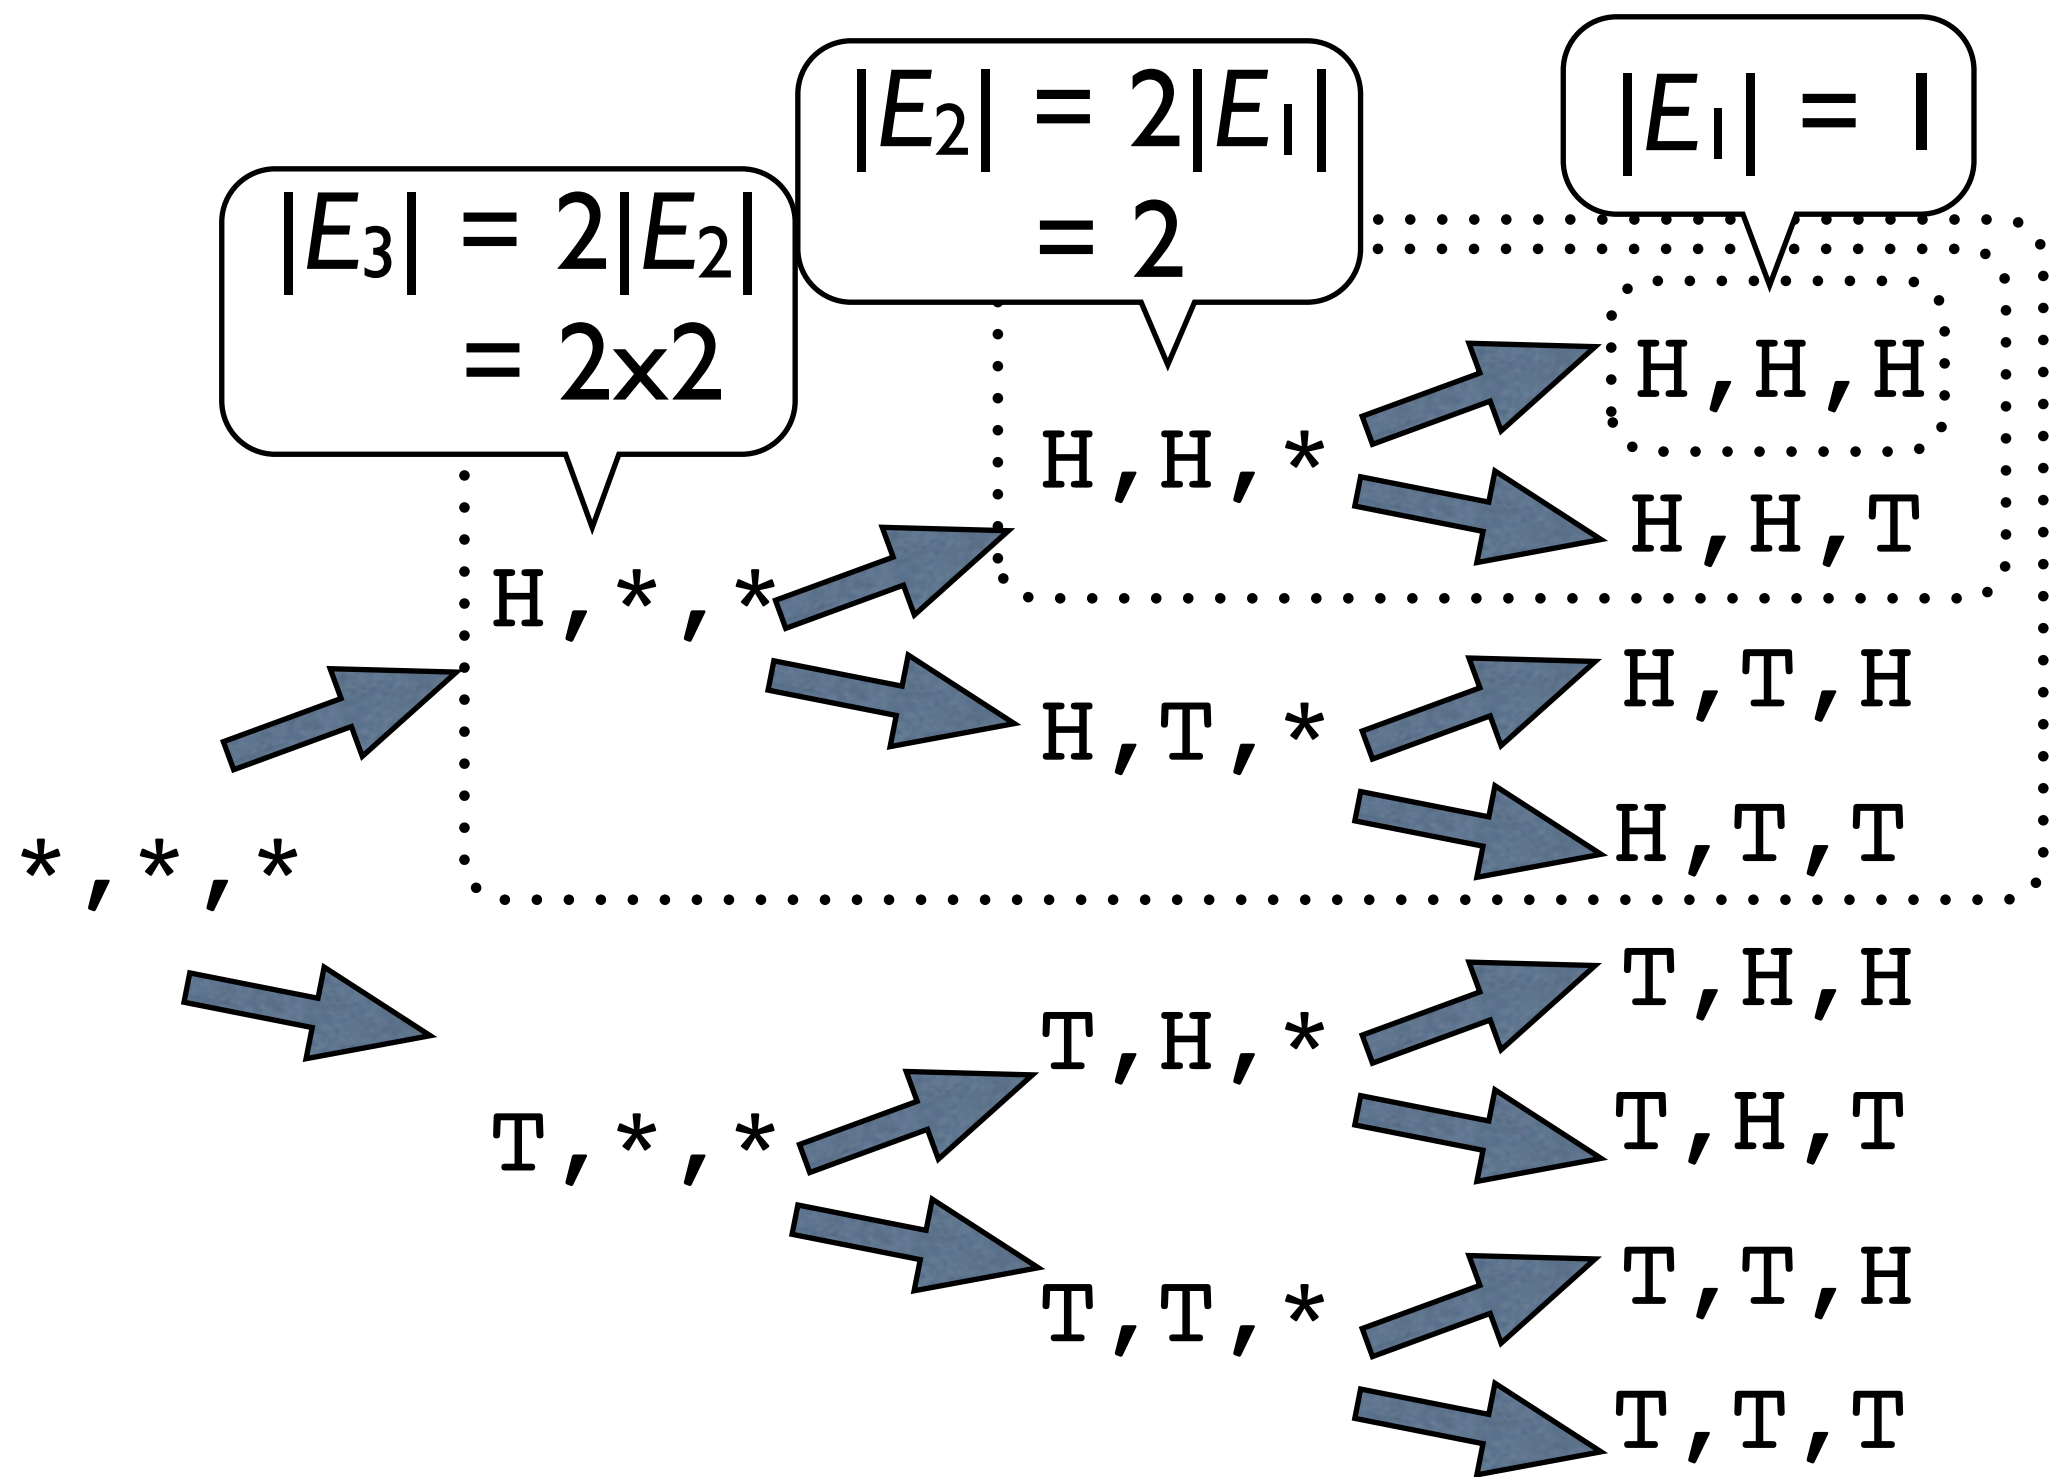 |E₁| = 1
|E₂| = 2|E₁|
= 2
|E₃| = 2|E₂|
= 2x2
H,H,H
H,H,*
H,H,T
H,*,*
H,T,H
H,T,*
H,T,T
*,*,*
T,H,H
T,H,*
T,H,T
T,*,*
T,T,H
T,T,*
T,T,T